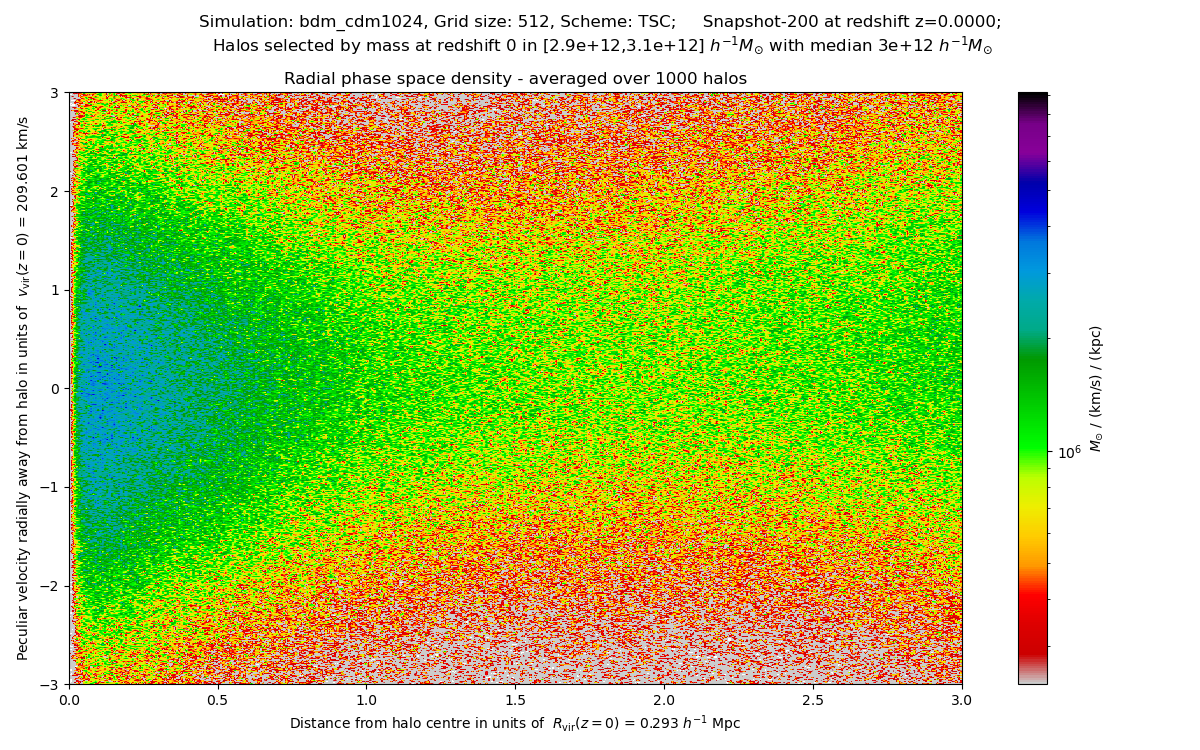 Simulation: bdm_cdm1024, Grid size: 512, Scheme: TSC; Snapshot-200 at redshift z=0.0000;
Halos selected by mass at redshift 0 in [2.9e+12,3.1e+12] h⁻¹M⊙ with median 3e+12 h⁻¹M⊙
Radial phase space density - averaged over 1000 halos
Peculiar velocity radially away from halo in units of v_vir(z = 0) = 209.601 km/s
3
2
1
0
−1
−2
−3
0.0 0.5 1.0 1.5 2.0 2.5 3.0
Distance from halo centre in units of R_vir(z = 0) = 0.293 h⁻¹ Mpc
10⁶
M⊙ / (km/s) / (kpc)